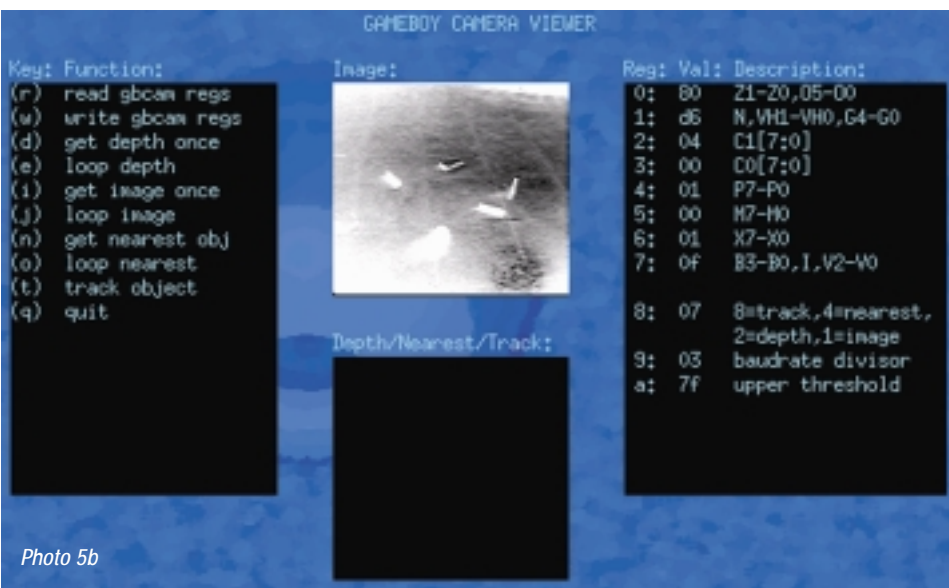 GAMEBOY CAMERA VIEWER
Key: Function:
(r) read gbcam regs
(w) write gbcam regs
(d) get depth once
(e) loop depth
(i) get image once
(j) loop image
(n) get nearest obj
(o) loop nearest
(t) track object
(q) quit
Image:
Depth/Nearest/Track:
Reg: Val: Description:
0: 80 Z1-Z0,O5-O0
1: d6 N,VH1-VH0,G4-G0
2: 04 C1[7:0]
3: 00 C0[7:0]
4: 01 P7-P0
5: 00 M7-M0
6: 01 X7-X0
7: 0f B3-B0,I,V2-V0
8: 07 8=track,4=nearest,
2=depth,1=image
9: 03 baudrate divisor
a: 7f upper threshold
Photo 5b